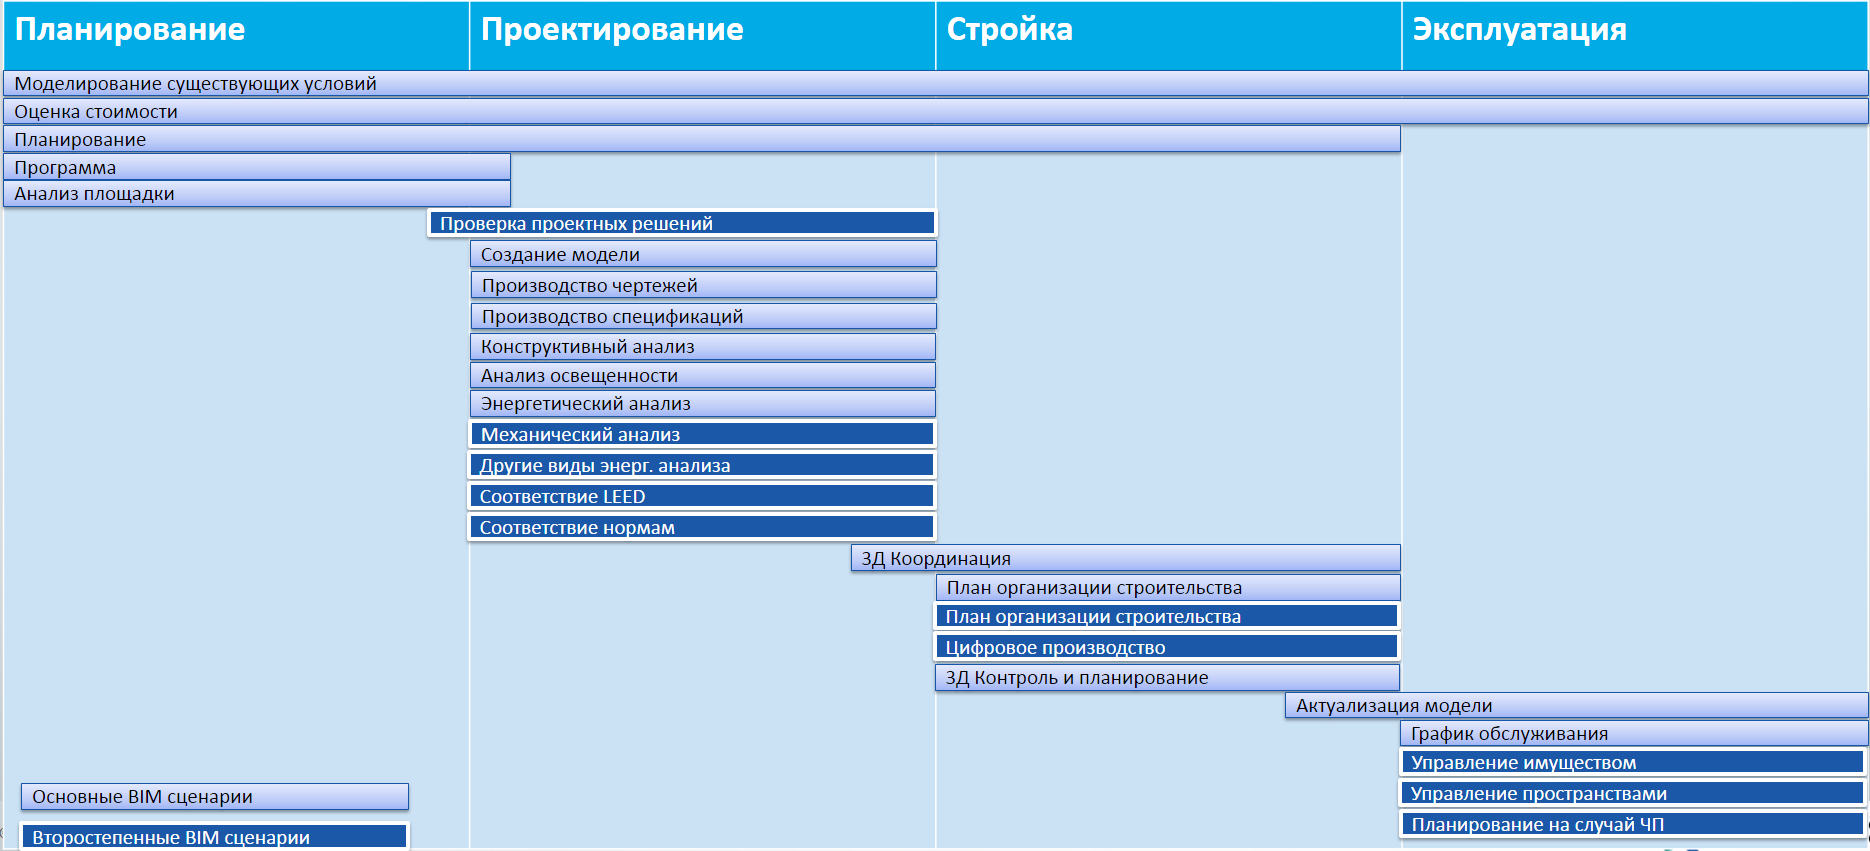 Планирование
Проектирование
Стройка
Эксплуатация
Моделирование существующих условий
Оценка стоимости
Планирование
Программа
Анализ площадки
Проверка проектных решений
Создание модели
Производство чертежей
Производство спецификаций
Конструктивный анализ
Анализ освещенности
Энергетический анализ
Механический анализ
Другие виды энерг. анализа
Соответствие LEED
Соответствие нормам
3Д Координация
План организации строительства
План организации строительства
Цифровое производство
3Д Контроль и планирование
Актуализация модели
График обслуживания
Управление имуществом
Управление пространствами
Планирование на случай ЧП
Основные BIM сценарии
Второстепенные BIM сценарии